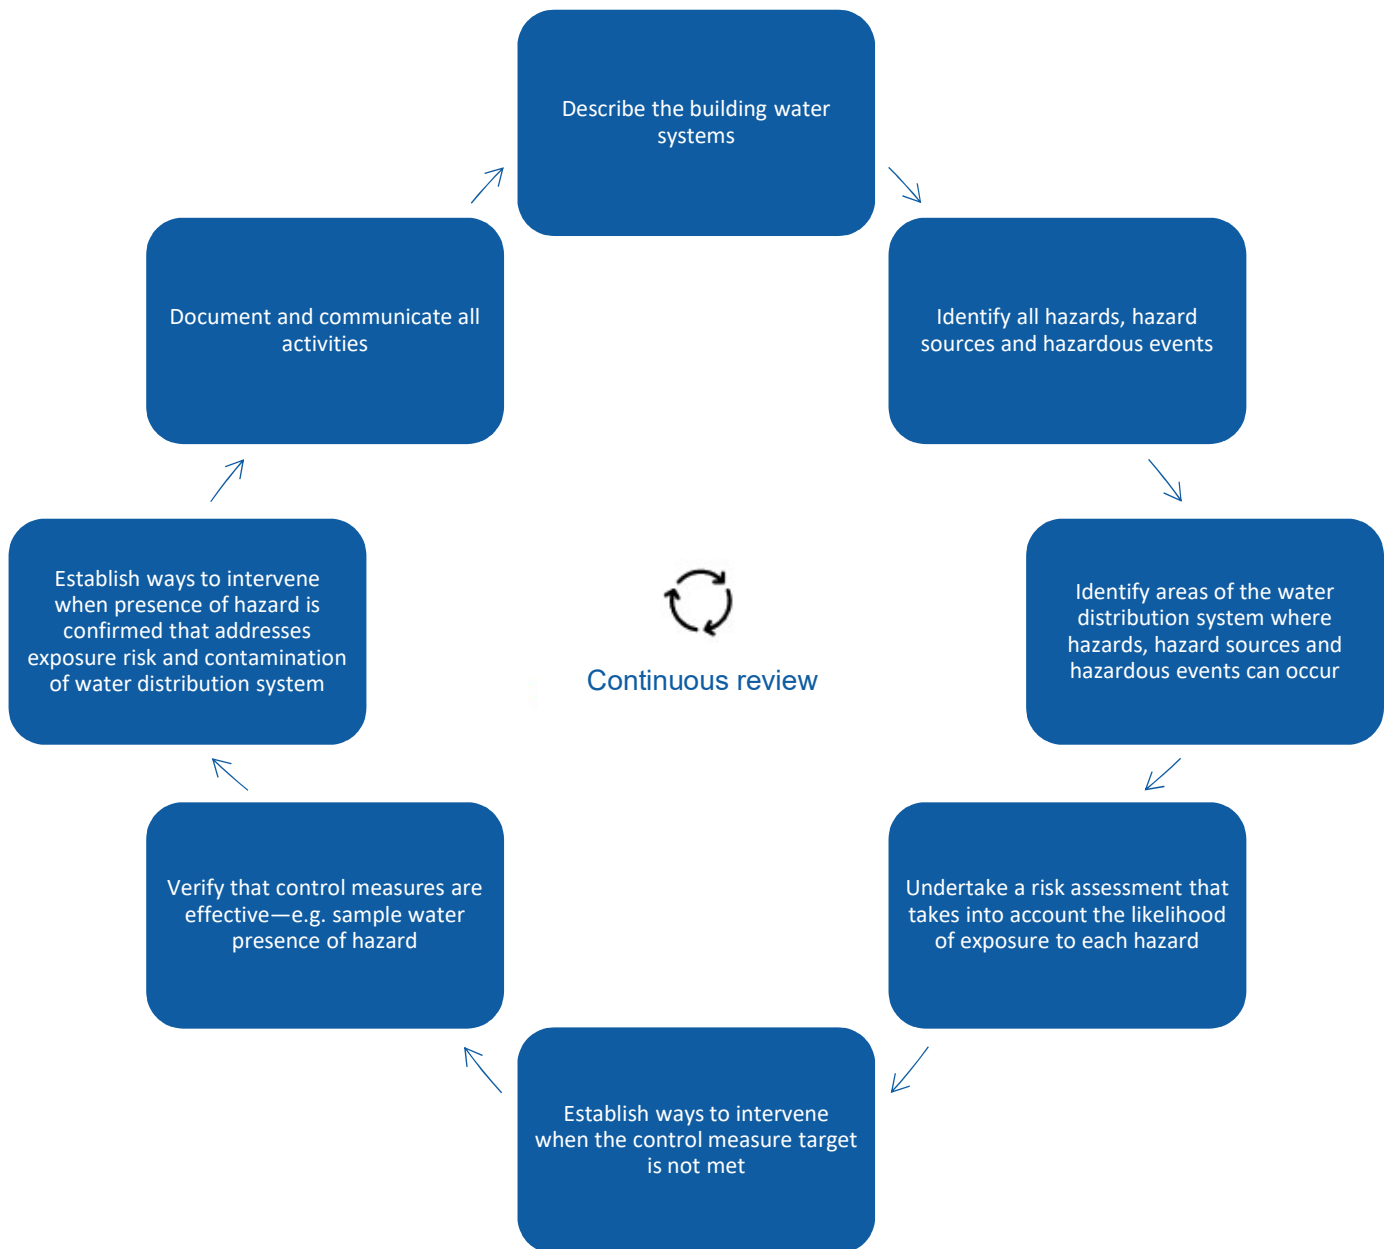 Describe the building water
systems
Identify all hazards, hazard
sources and hazardous events
Identify areas of the water
distribution system where
hazards, hazard sources and
hazardous events can occur
Undertake a risk assessment that
takes into account the likelihood
of exposure to each hazard
Establish ways to intervene
when the control measure target
is not met
Verify that control measures are
effective—e.g. sample water
presence of hazard
Establish ways to intervene
when presence of hazard is
confirmed that addresses
exposure risk and contamination
of water distribution system
Document and communicate all
activities
Continuous review